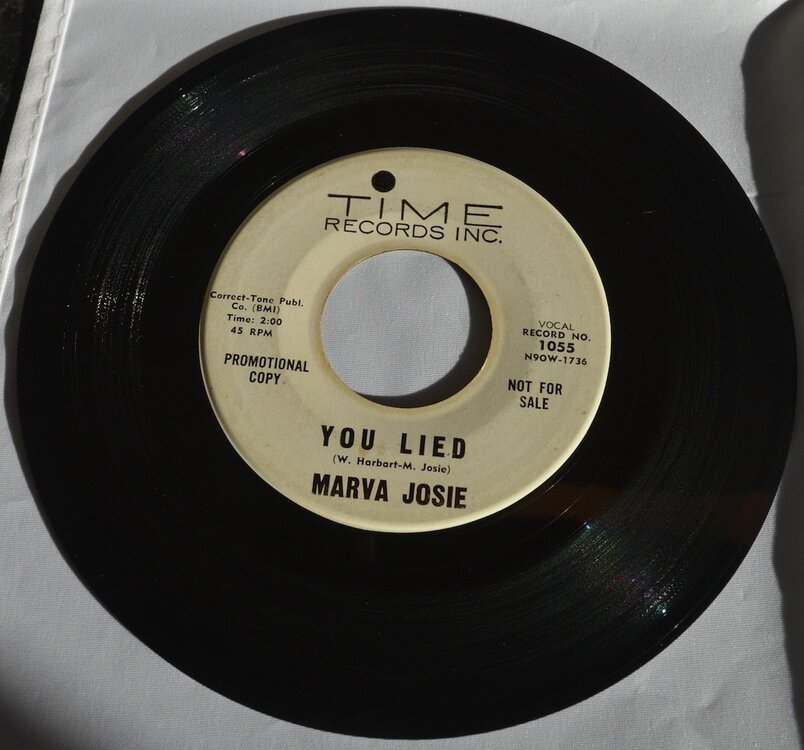 TIME
RECORDS INC.
Correct-Tone Publ.
Co. (BMI)
Time: 2:00
45 RPM
PROMOTIONAL
COPY
VOCAL
RECORD NO.
1055
N9OW-1736
NOT FOR
SALE
YOU LIED
(W. Harbart-M. Josie)
MARVA JOSIE